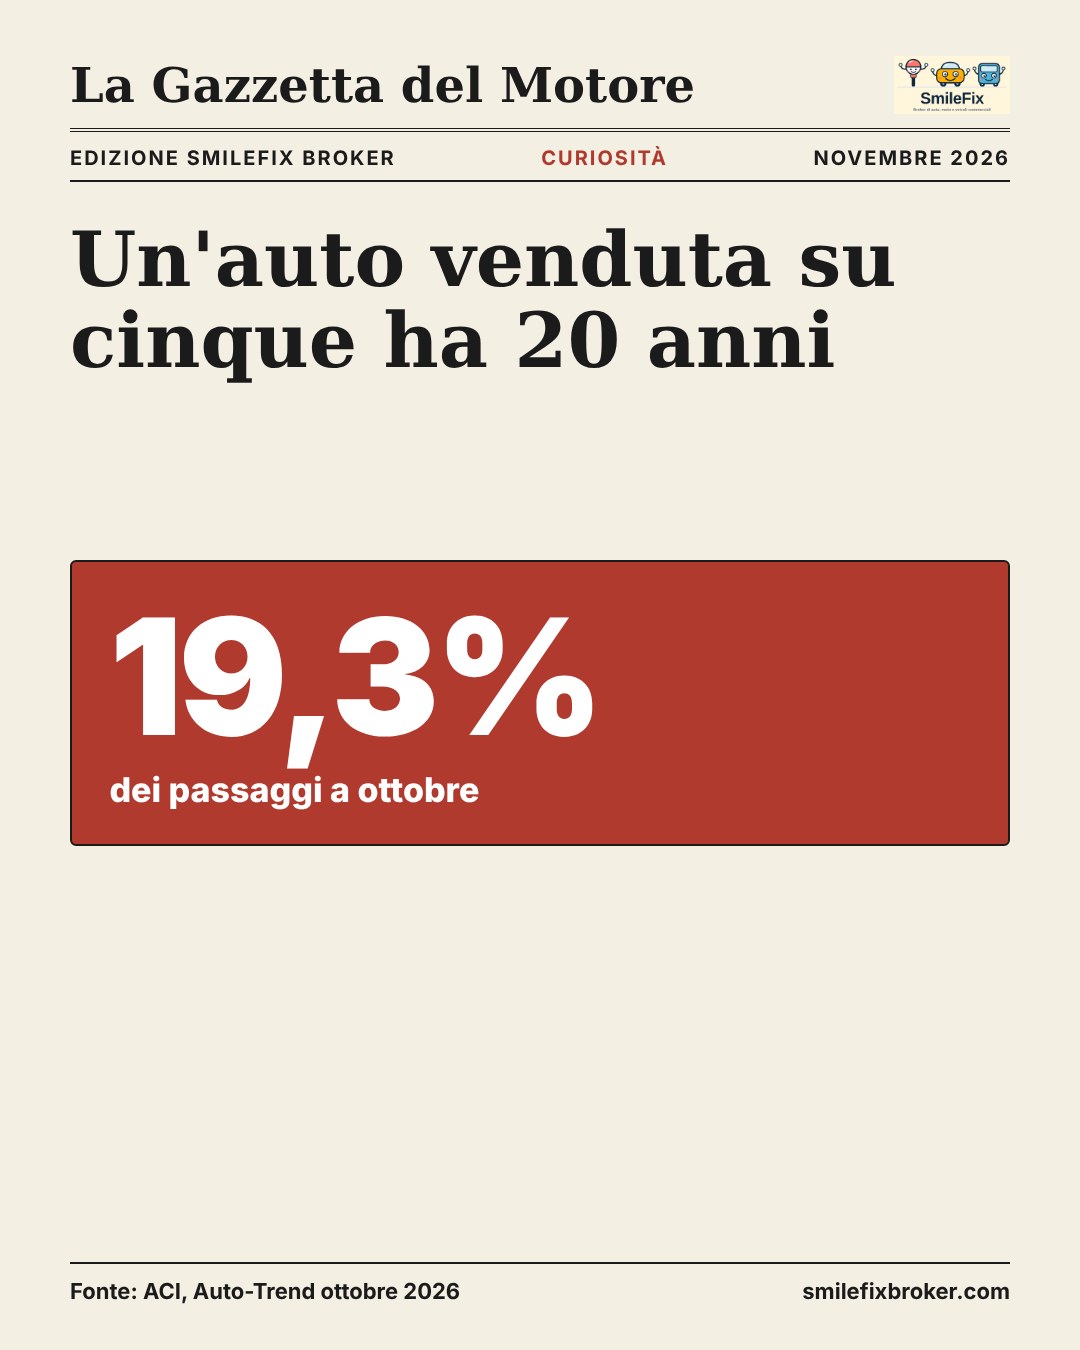 La Gazzetta del Motore
SmileFix
EDIZIONE SMILEFIX BROKER
CURIOSITÀ
NOVEMBRE 2026
Un'auto venduta su
cinque ha 20 anni
19,3%
dei passaggi a ottobre
Fonte: ACI, Auto-Trend ottobre 2026
smilefixbroker.com